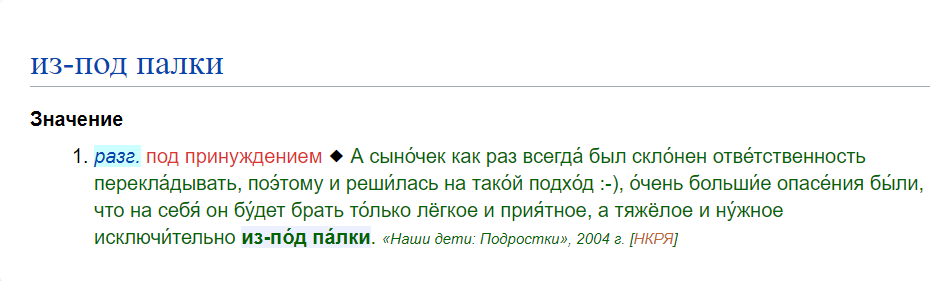 из-под палки
Значение
1. разг. под принуждением ◆ А сыно́чек как раз всегда́ был скло́нен отве́тственность
перекла́дывать, поэ́тому и реши́лась на тако́й подхо́д :-), о́чень больши́е опасе́ния бы́ли,
что на себя́ он бу́дет брать то́лько лёгкое и прия́тное, а тяжёлое и ну́жное
исключи́тельно из-по́д па́лки. «Наши дети: Подростки», 2004 г. [НКРЯ]